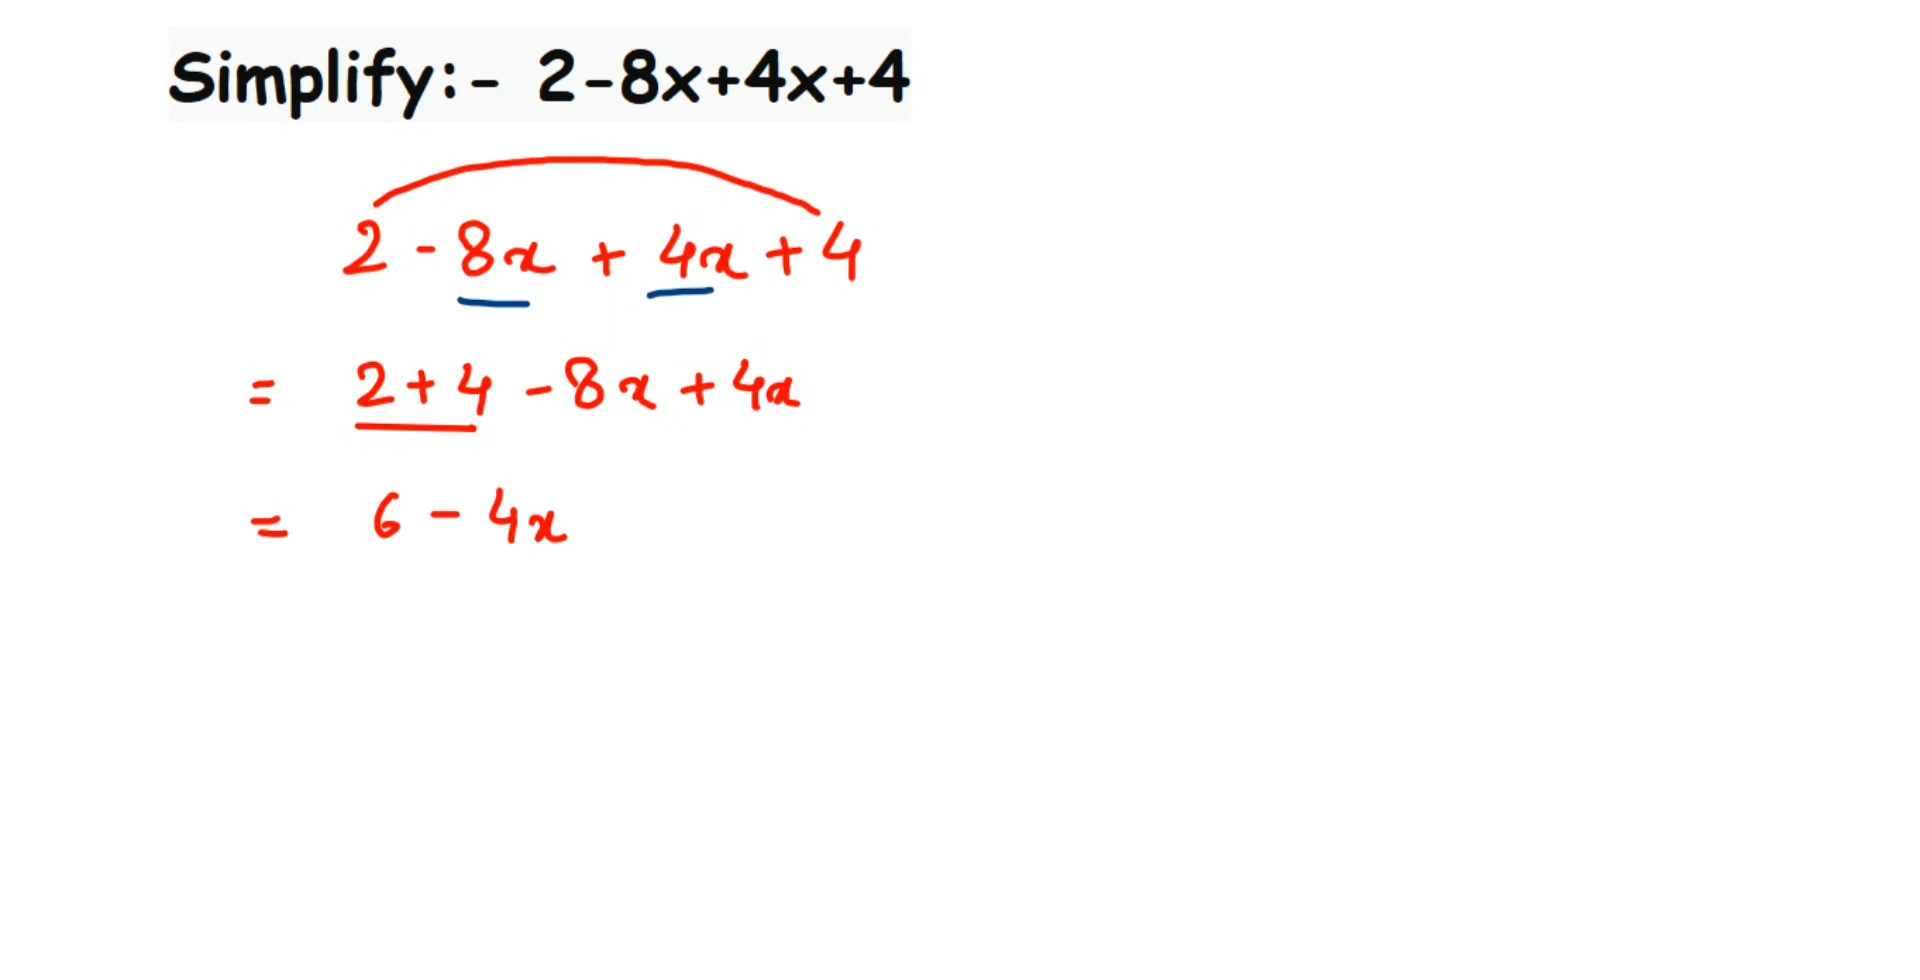 Simplify:- 2-8x+4x+4
2 - 8x + 4x + 4
= 2 + 4 - 8x + 4x
= 6 - 4x